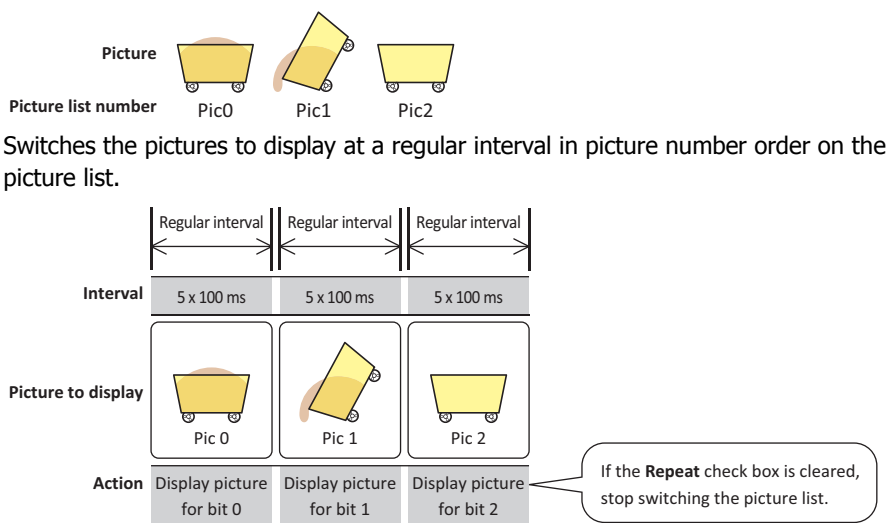 Picture
Picture list number Pic0 Pic1 Pic2
Switches the pictures to display at a regular interval in picture number order on the
picture list.
Regular interval Regular interval Regular interval
Interval 5 x 100 ms 5 x 100 ms 5 x 100 ms
Picture to display
Pic 0 Pic 1 Pic 2
Action Display picture Display picture Display picture
for bit 0 for bit 1 for bit 2
If the Repeat check box is cleared,
stop switching the picture list.